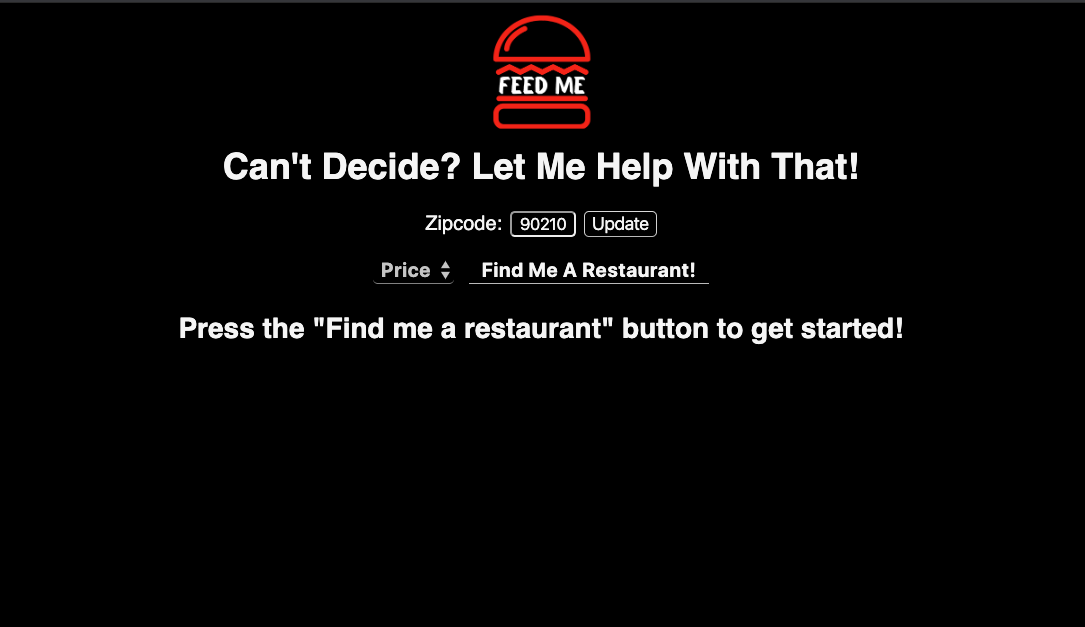 FEED ME
Can't Decide? Let Me Help With That!
Zipcode: 90210 Update
Price Find Me A Restaurant!
Press the "Find me a restaurant" button to get started!